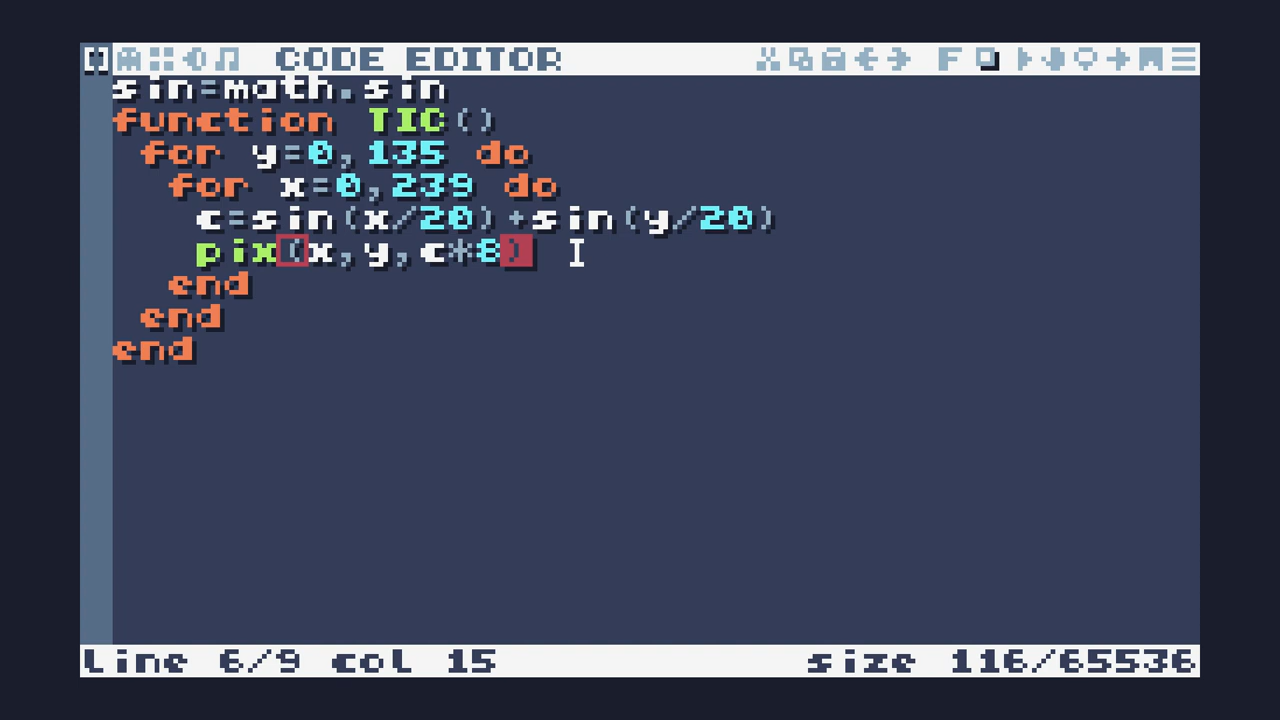 CODE EDITOR
sin=math.sin
function TIC()
 for y=0,135 do
  for x=0,239 do
   c=sin(x/20)+sin(y/20)
   pix(x,y,c*8)
  end
 end
end
line 6/9 col 15
size 116/65536